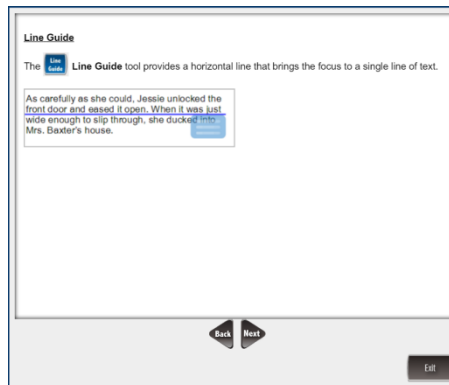 Line Guide
The Line Guide Line Guide tool provides a horizontal line that brings the focus to a single line of text.
As carefully as she could, Jessie unlocked the
front door and eased it open. When it was just
wide enough to slip through, she ducked into
Mrs. Baxter's house.
Back Next
Exit